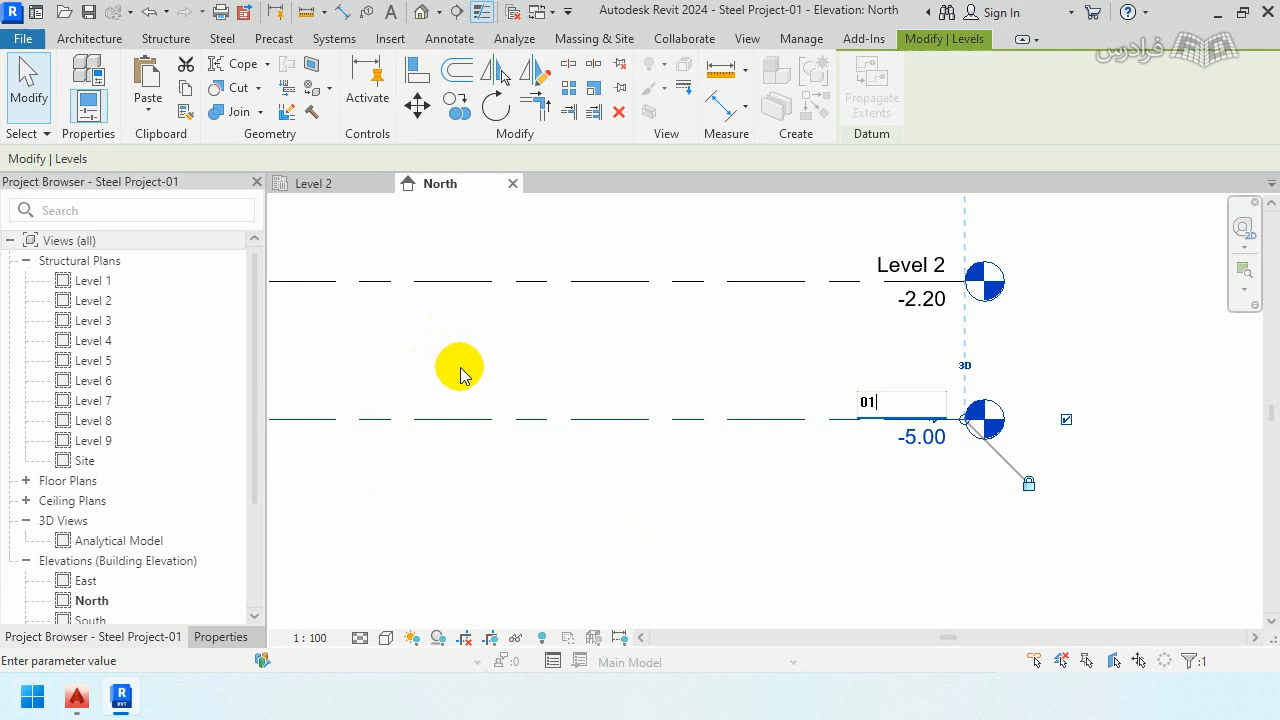 Autodesk Revit 2024 - Steel Project-01 - Elevation: North
Sign In
File Architecture Structure Steel Precast Systems Insert Annotate Analyze Massing & Site Collaborate View Manage Add-Ins Modify | Levels
فرادرس
Modify
Properties
Paste
Cope
Cut
Join
Activate
Propagate
Extents
Select Properties Clipboard Geometry Controls Modify View Measure Create Datum
Modify | Levels
Project Browser - Steel Project-01
Level 2
North
Search
Views (all)
Structural Plans
Level 1
Level 2
Level 3
Level 4
Level 5
Level 6
Level 7
Level 8
Level 9
Site
Floor Plans
Ceiling Plans
3D Views
Analytical Model
Elevations (Building Elevation)
East
North
South
Level 2
-2.20
3D
01
-5.00
2D
Project Browser - Steel Project-01 Properties
1 : 100
Enter parameter value
:0
Main Model
:1